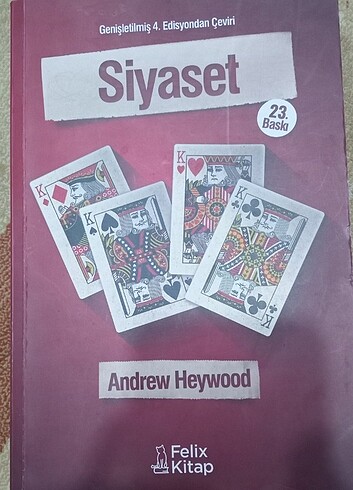 Genişletilmiş 4. Edisyondan Çeviri
Siyaset
23.
Baskı
K
K
K
K
K
Andrew Heywood
Felix
Kitap